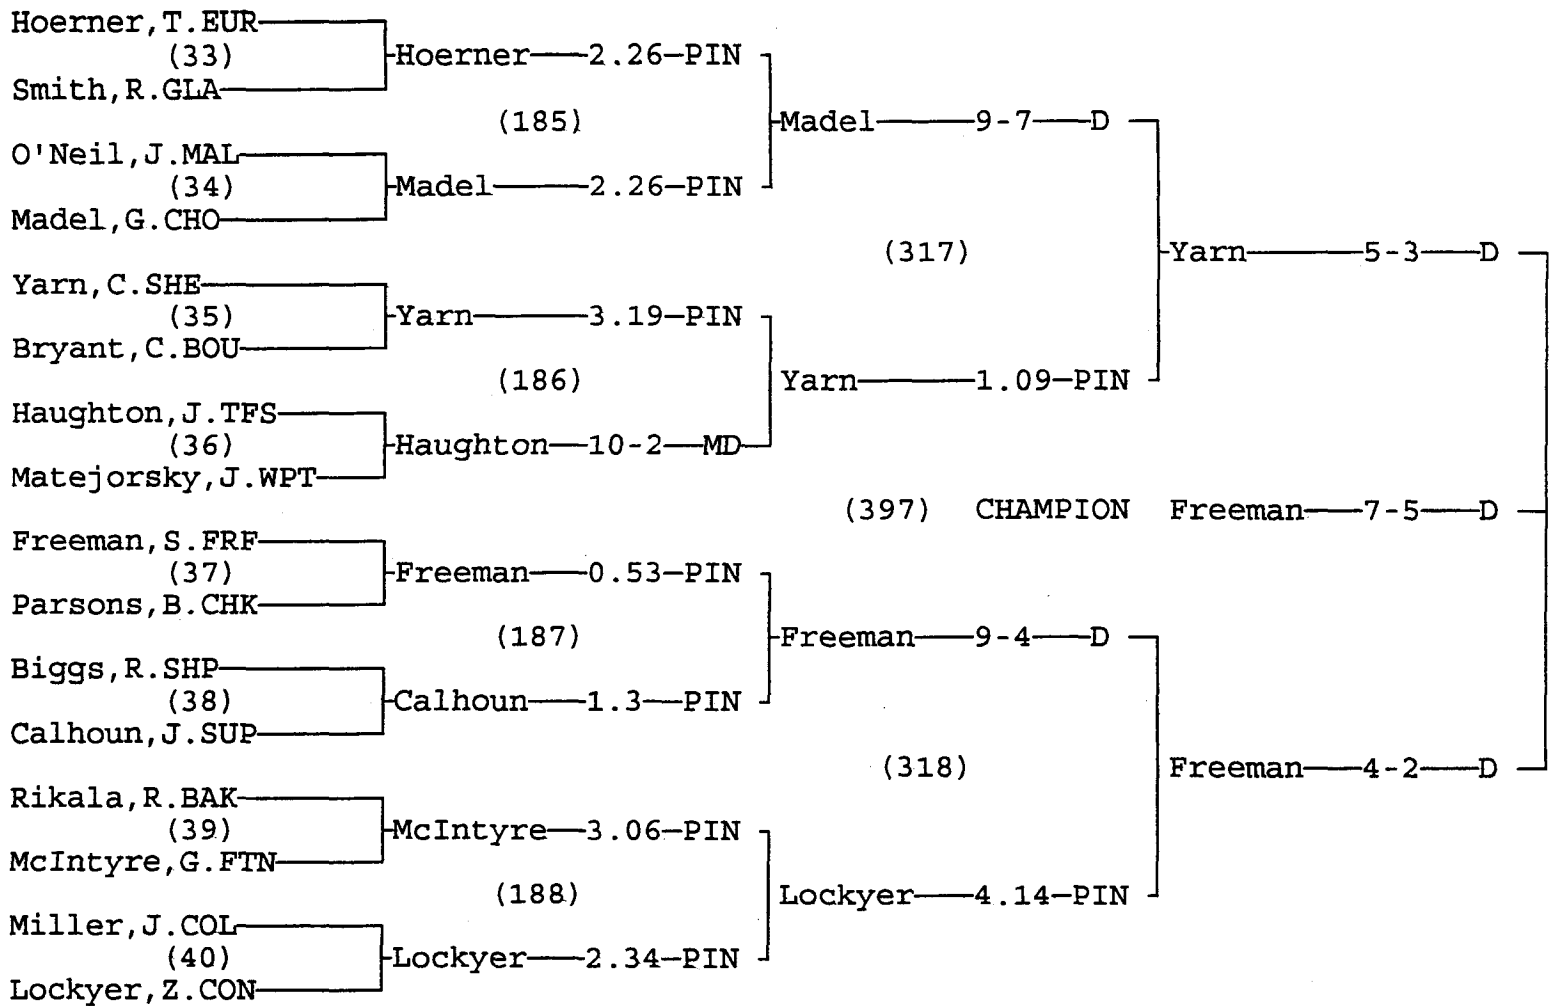 Hoerner,T.EUR
(33) Hoerner 2.26-PIN
Smith,R.GLA
(185) Madel 9-7 D
O'Neil,J.MAL
(34) Madel 2.26-PIN
Madel,G.CHO
(317) Yarn 5-3 D
Yarn,C.SHE
(35) Yarn 3.19-PIN
Bryant,C.BOU
(186) Yarn 1.09-PIN
Haughton,J.TFS
(36) Haughton 10-2 MD
Matejorsky,J.WPT
(397) CHAMPION Freeman 7-5 D
Freeman,S.FRF
(37) Freeman 0.53-PIN
Parsons,B.CHK
(187) Freeman 9-4 D
Biggs,R.SHP
(38) Calhoun 1.3 PIN
Calhoun,J.SUP
(318) Freeman 4-2 D
Rikala,R.BAK
(39) McIntyre 3.06-PIN
McIntyre,G.FTN
(188) Lockyer 4.14-PIN
Miller,J.COL
(40) Lockyer 2.34-PIN
Lockyer,Z.CON